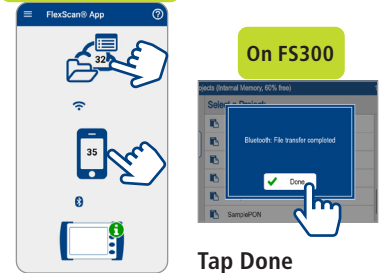 FlexScan® App
32
35
On FS300
ojects (Internal Memory, 60% free)
Select a Project:
Bluetooth: File transfer completed
Done
SamplePON
Tap Done